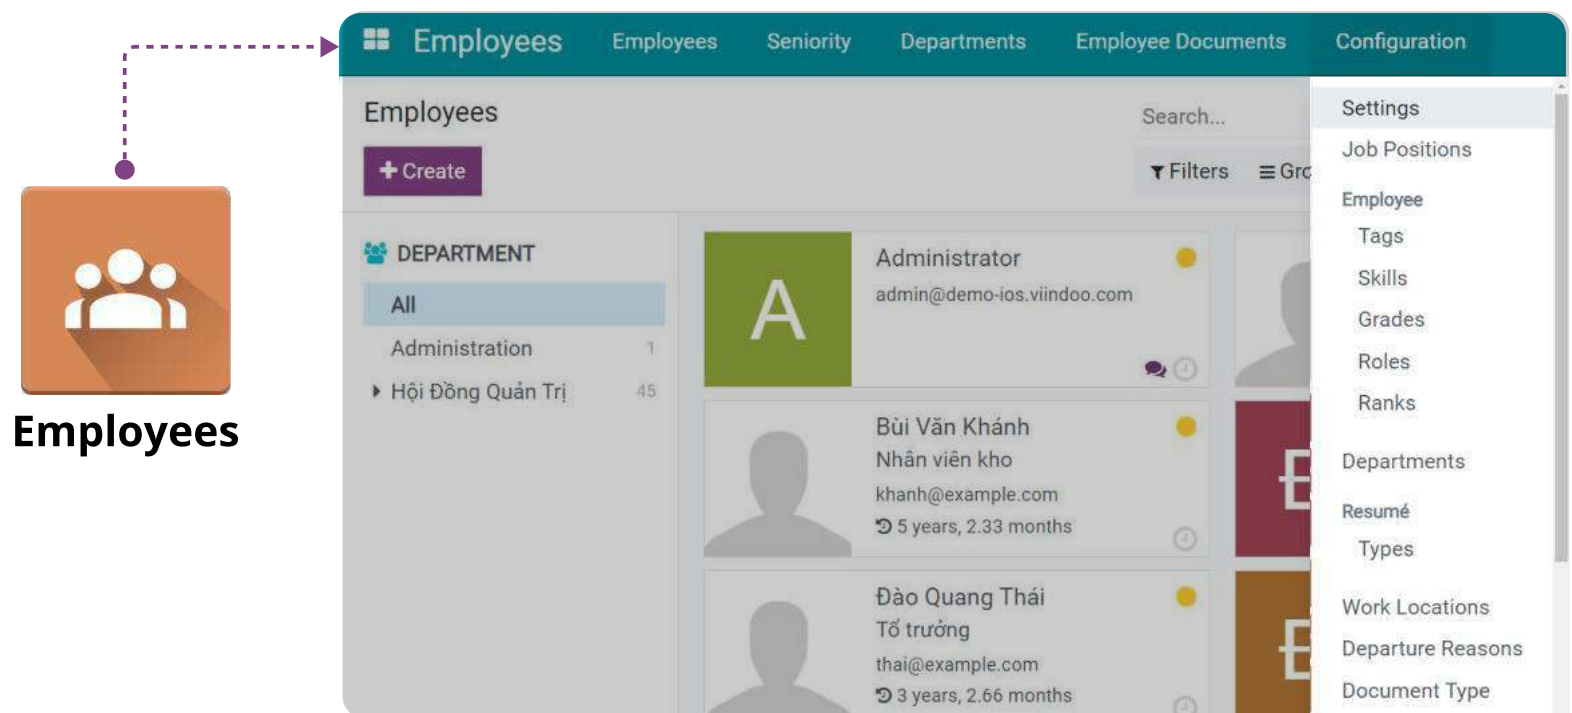 Employees
Employees
Employees
Seniority
Departments
Employee Documents
Configuration
Employees
Search...
Create
Filters
DEPARTMENT
All
Administration 1
Hội Đồng Quản Trị 45
A
Administrator
admin@demo-ios.viindoo.com
Bùi Văn Khánh
Nhân viên kho
khanh@example.com
5 years, 2.33 months
Đào Quang Thái
Tổ trưởng
thai@example.com
3 years, 2.66 months
Settings
Job Positions
Employee
Tags
Skills
Grades
Roles
Ranks
Departments
Resumé
Types
Work Locations
Departure Reasons
Document Type